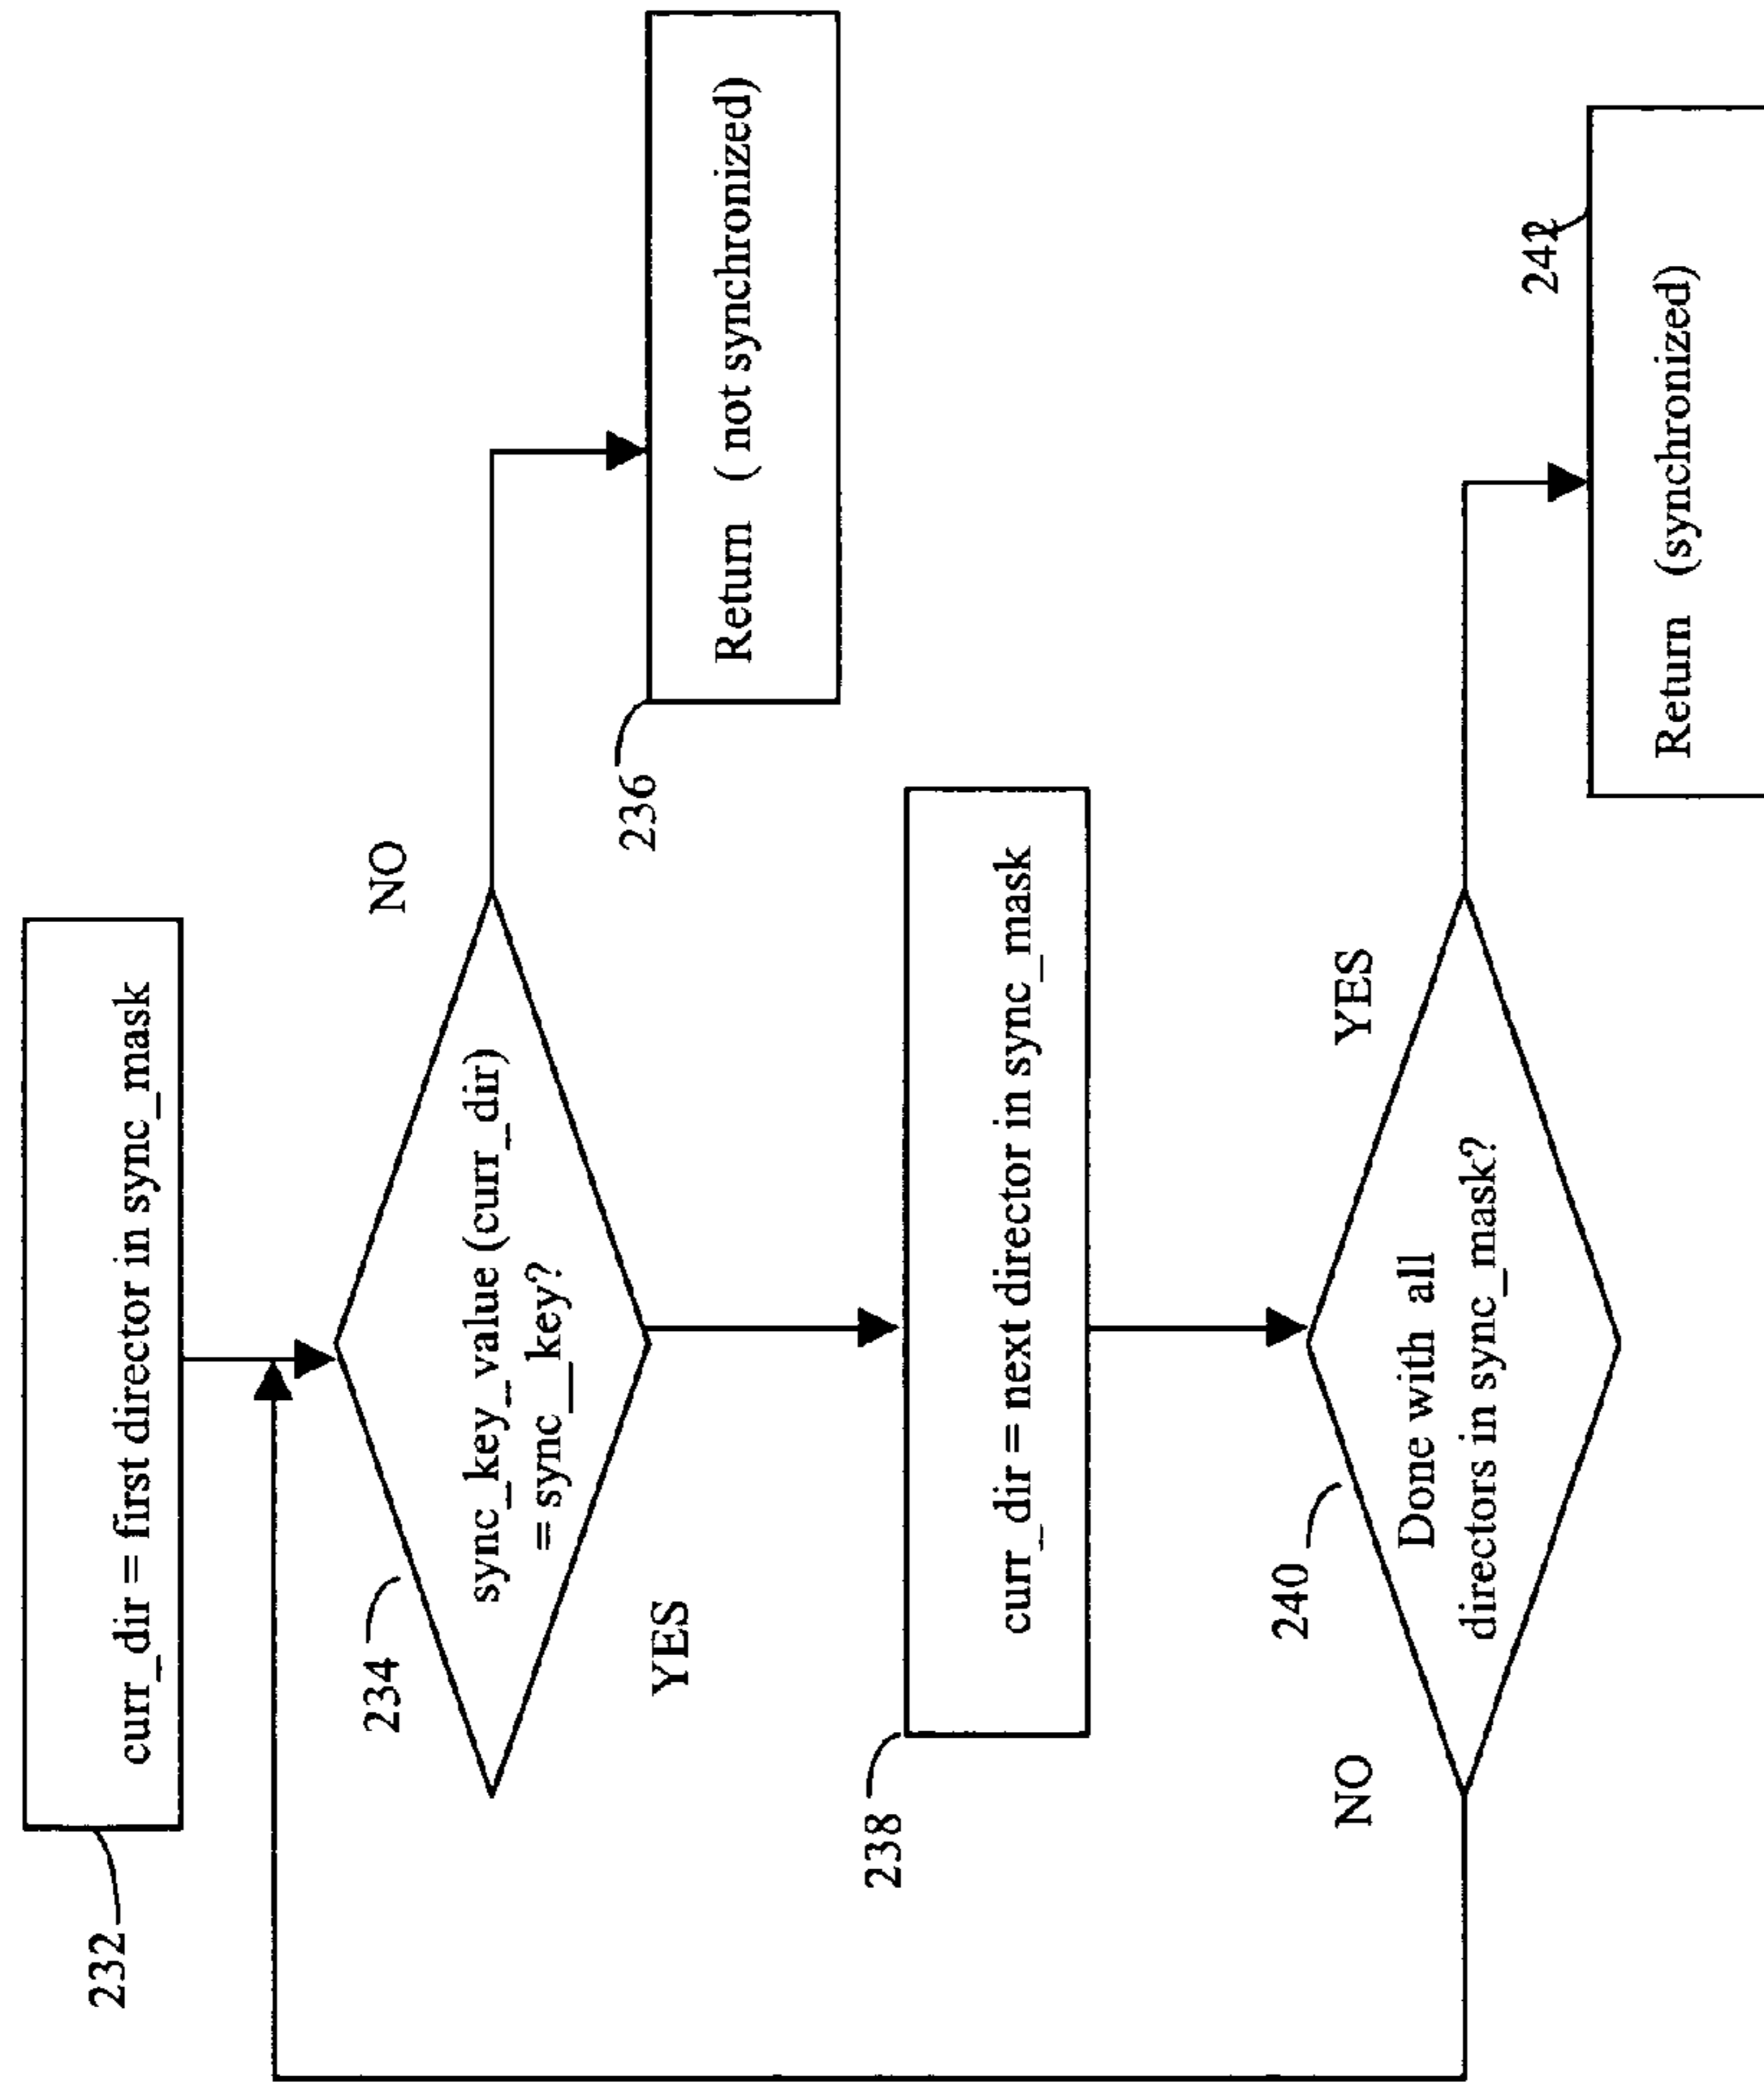 232
curr_dir = first director in sync_mask
234
sync_key_value (curr_dir)
= sync__key?
NO
YES
236
Return ( not synchronized)
238
curr_dir = next director in sync_mask
240
Done with all
directors in sync_mask?
NO
YES
242
Return (synchronized)